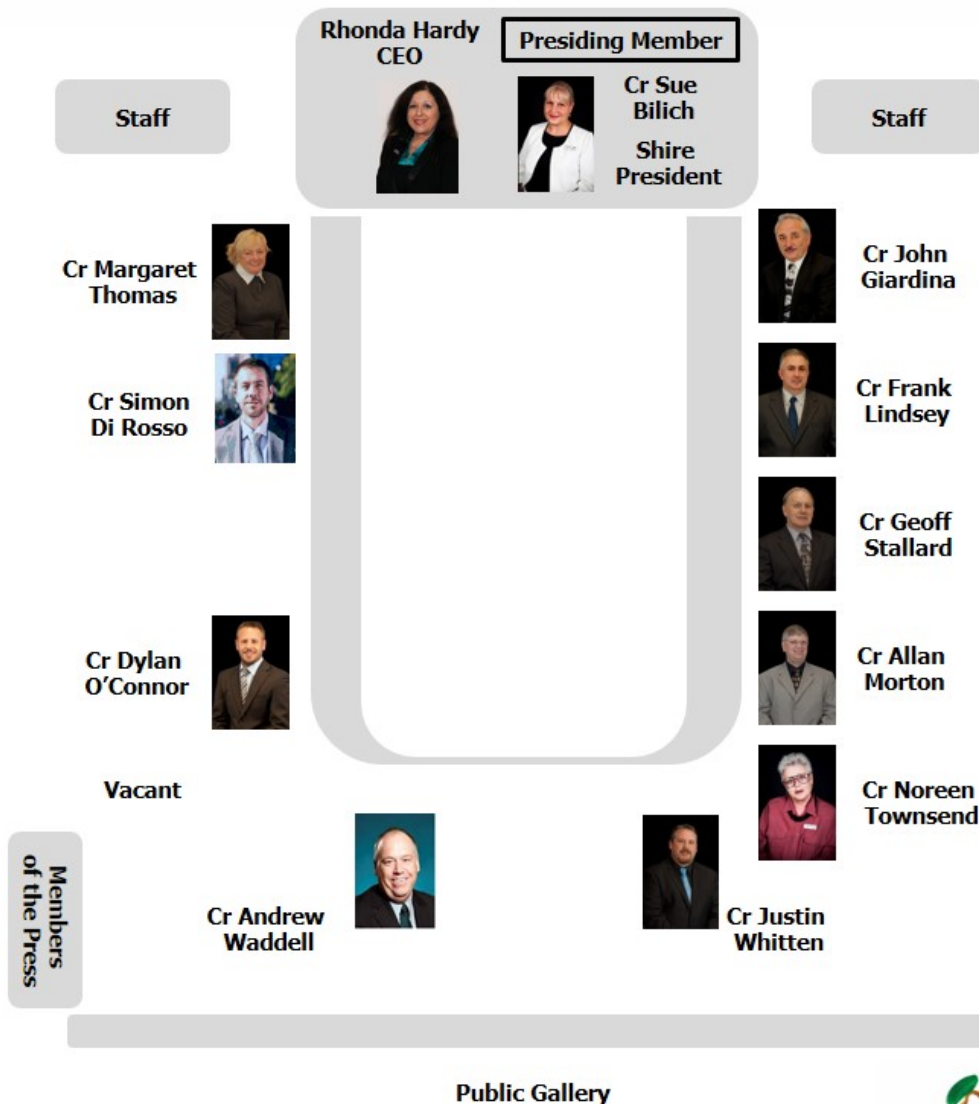 Rhonda Hardy
CEO
Presiding Member
Cr Sue
Bilich
Shire
President
Staff
Staff
Cr Margaret
Thomas
Cr John
Giardina
Cr Simon
Di Rosso
Cr Frank
Lindsey
Cr Geoff
Stallard
Cr Dylan
O'Connor
Cr Allan
Morton
Vacant
Cr Noreen
Townsend
Members
of the Press
Cr Andrew
Waddell
Cr Justin
Whitten
Public Gallery